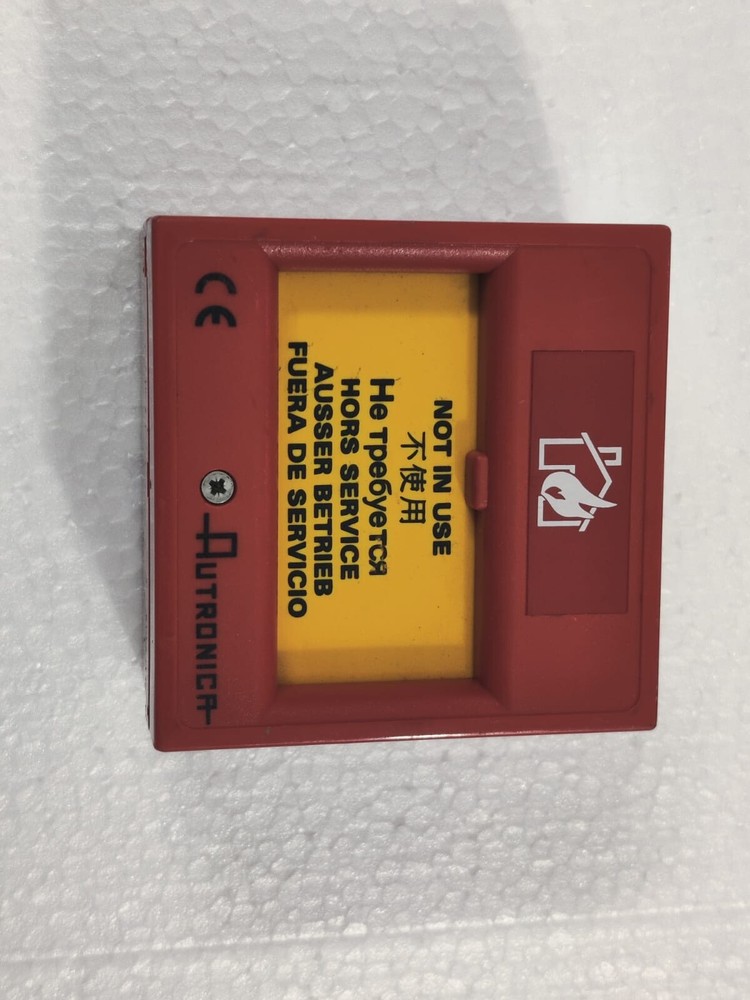 NOT IN USE
不使用
Не требуется
HORS SERVICE
AUSSER BETRIEB
FUERA DE SERVICIO
CE
AUTRONICA